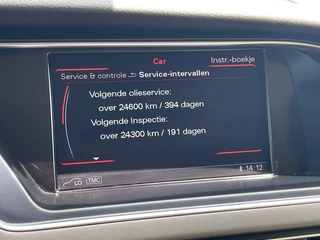 Car
Instr.-boekje
Service & controle Service-intervallen
Volgende olieservice:
over 24600 km / 394 dagen
Volgende Inspectie:
over 24300 km / 191 dagen
14:12
LO TMC